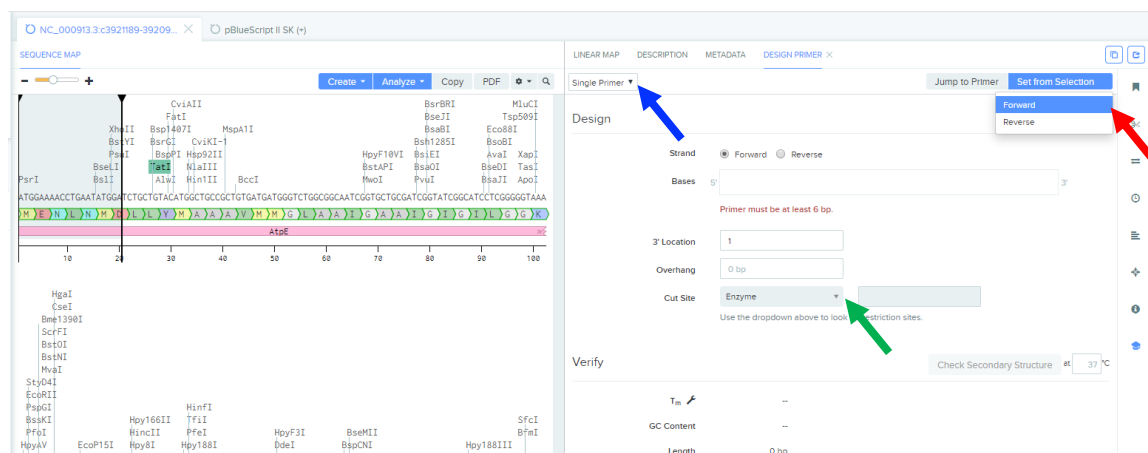 NC_000913.3:c3921189-39209...
pBlueScript II SK (+)
SEQUENCE MAP
LINEAR MAP DESCRIPTION METADATA DESIGN PRIMER
Create Analyze Copy PDF
Single Primer
Jump to Primer Set from Selection
Forward
Reverse
CviAII BsrBRI MluCI
FatI BseJI Tsp509I
XhoII Bsp1407I MspA1I BsaBI Eco88I
BstYI BsrGI CviKI-1 Bsh1285I BsoBI
PsuI BspPI Hsp92II HpyF10VI BsiEI AvaI XapI
BseLI TatI NlaIII BstAPI BsaOI BseDI TasI
PsrI BslI AlwI Hin1II BccI MwoI PvuI BsaJI ApoI
ATGGAAAACCTGAATATGGATCTGCTGTACATGGCTGCCGCTGTGATGATGGGTCTGGCGGCAATCGGTGCTGCGATCGGTATCGGCATCCTCGGGGGTAAA
M E N L N M D L L Y M A A A V M M G L A A I G A A I G I G I L G G K
AtpE
10 20 30 40 50 60 70 80 90 100
HgaI
CseI
Bme1390I
ScrFI
BstOI
BstNI
MvaI
StyD4I
EcoRII
PspGI HinfI
BssKI Hpy166II TfiI SfcI
PfoI HincII PfeI HpyF3I BseMII BfmI
HpyAV EcoP15I Hpy8I Hpy188I DdeI BspCNI Hpy188III
Design
Strand Forward Reverse
Bases 5' 3'
Primer must be at least 6 bp.
3' Location 1
Overhang 0 bp
Cut Site Enzyme
Use the dropdown above to look
restriction sites.
Verify
Check Secondary Structure at 37 °C
Tm --
GC Content --
Length 0 bp